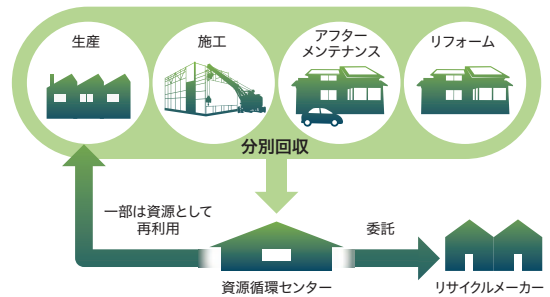 生産
施工
アフター
メンテナンス
リフォーム
分別回収
一部は資源として
再利用
委託
資源循環センター
リサイクルメーカー